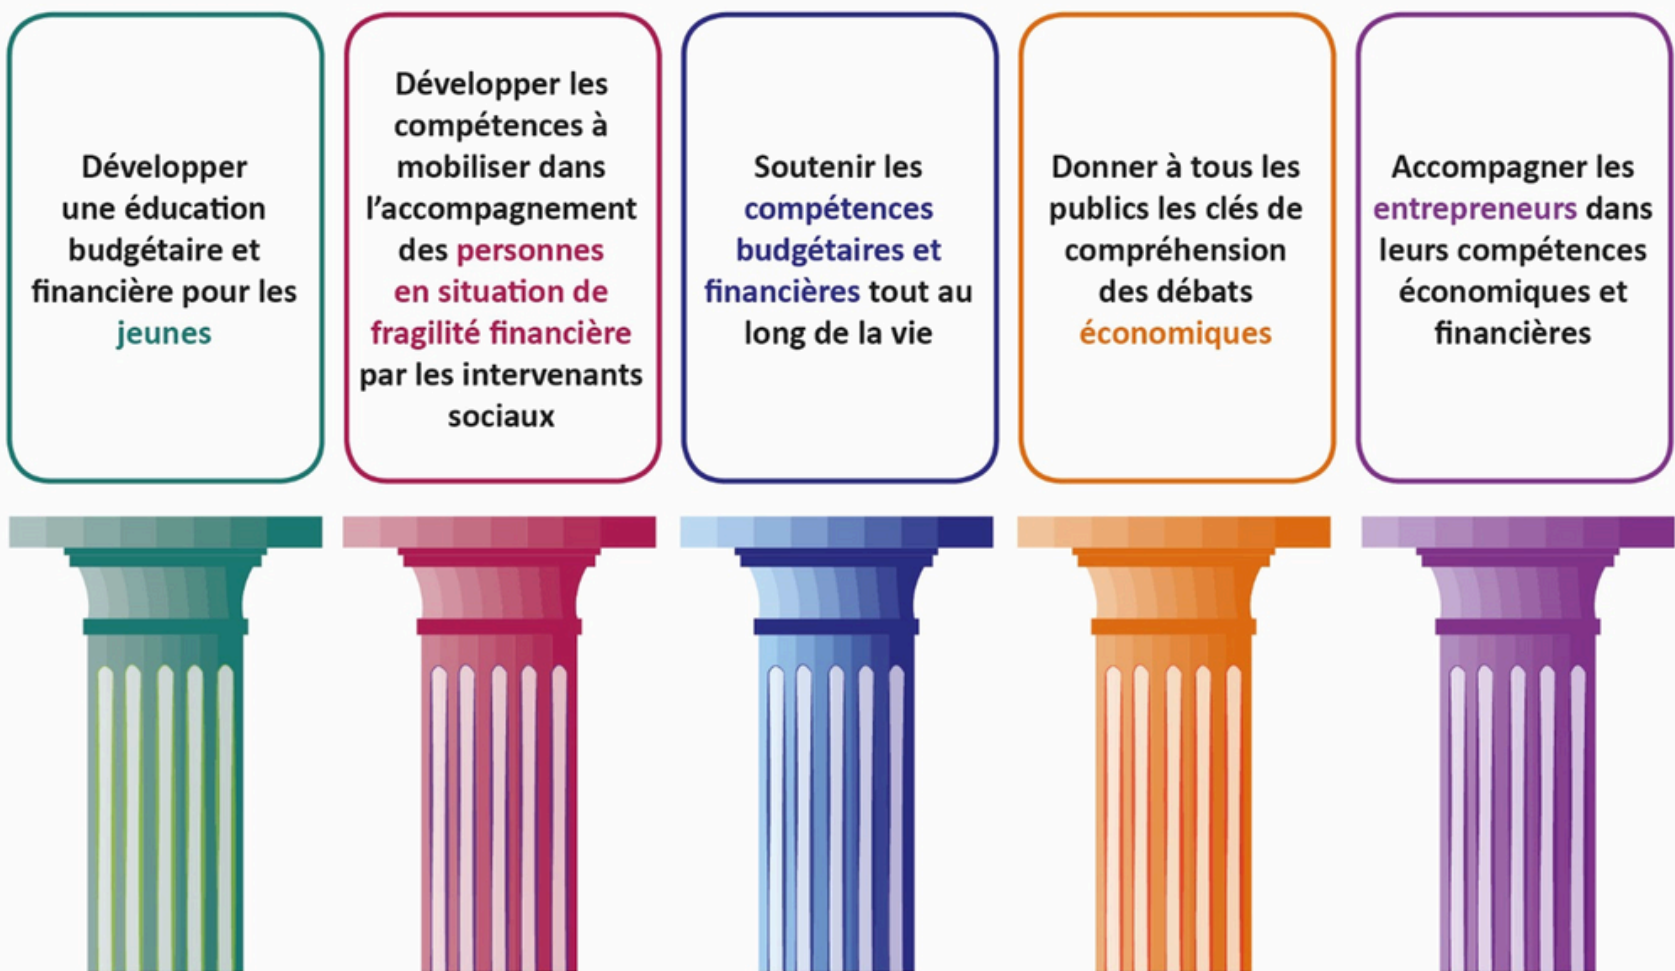 Développer
une éducation
budgétaire et
financière pour les
jeunes
Développer les
compétences à
mobiliser dans
l'accompagnement
des personnes
en situation de
fragilité financière
par les intervenants
sociaux
Soutenir les
compétences
budgétaires et
financières tout au
long de la vie
Donner à tous les
publics les clés de
compréhension
des débats
économiques
Accompagner les
entrepreneurs dans
leurs compétences
économiques et
financières